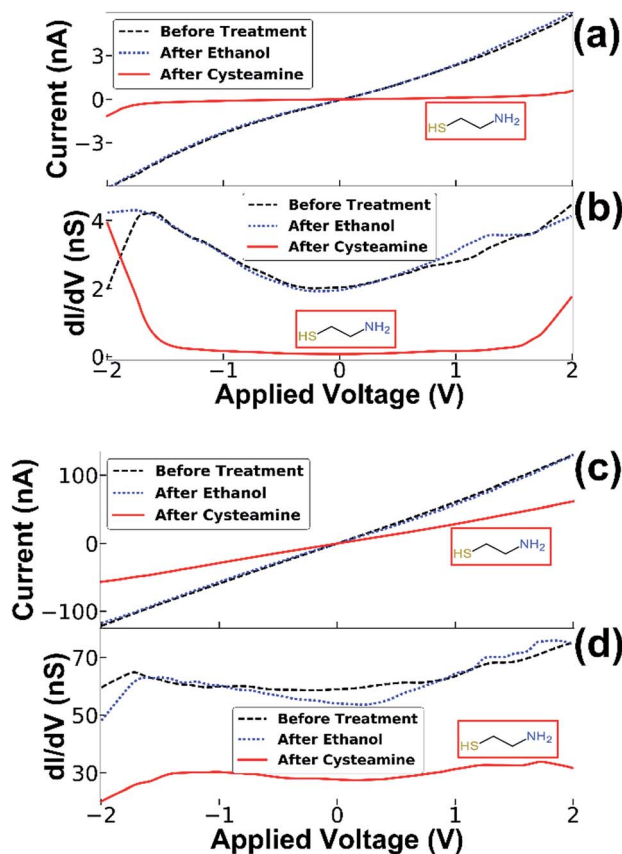 Current (nA)
3
0
−3
Before Treatment
After Ethanol
After Cysteamine
(a)
HS
NH2
dI/dV (nS)
4
2
0
Before Treatment
After Ethanol
After Cysteamine
(b)
HS
NH2
−2 −1 0 1 2
Applied Voltage (V)
Current (nA)
100
0
−100
Before Treatment
After Ethanol
After Cysteamine
(c)
HS
NH2
dI/dV (nS)
70
50
30
(d)
Before Treatment
After Ethanol
After Cysteamine
HS
NH2
−2 −1 0 1 2
Applied Voltage (V)